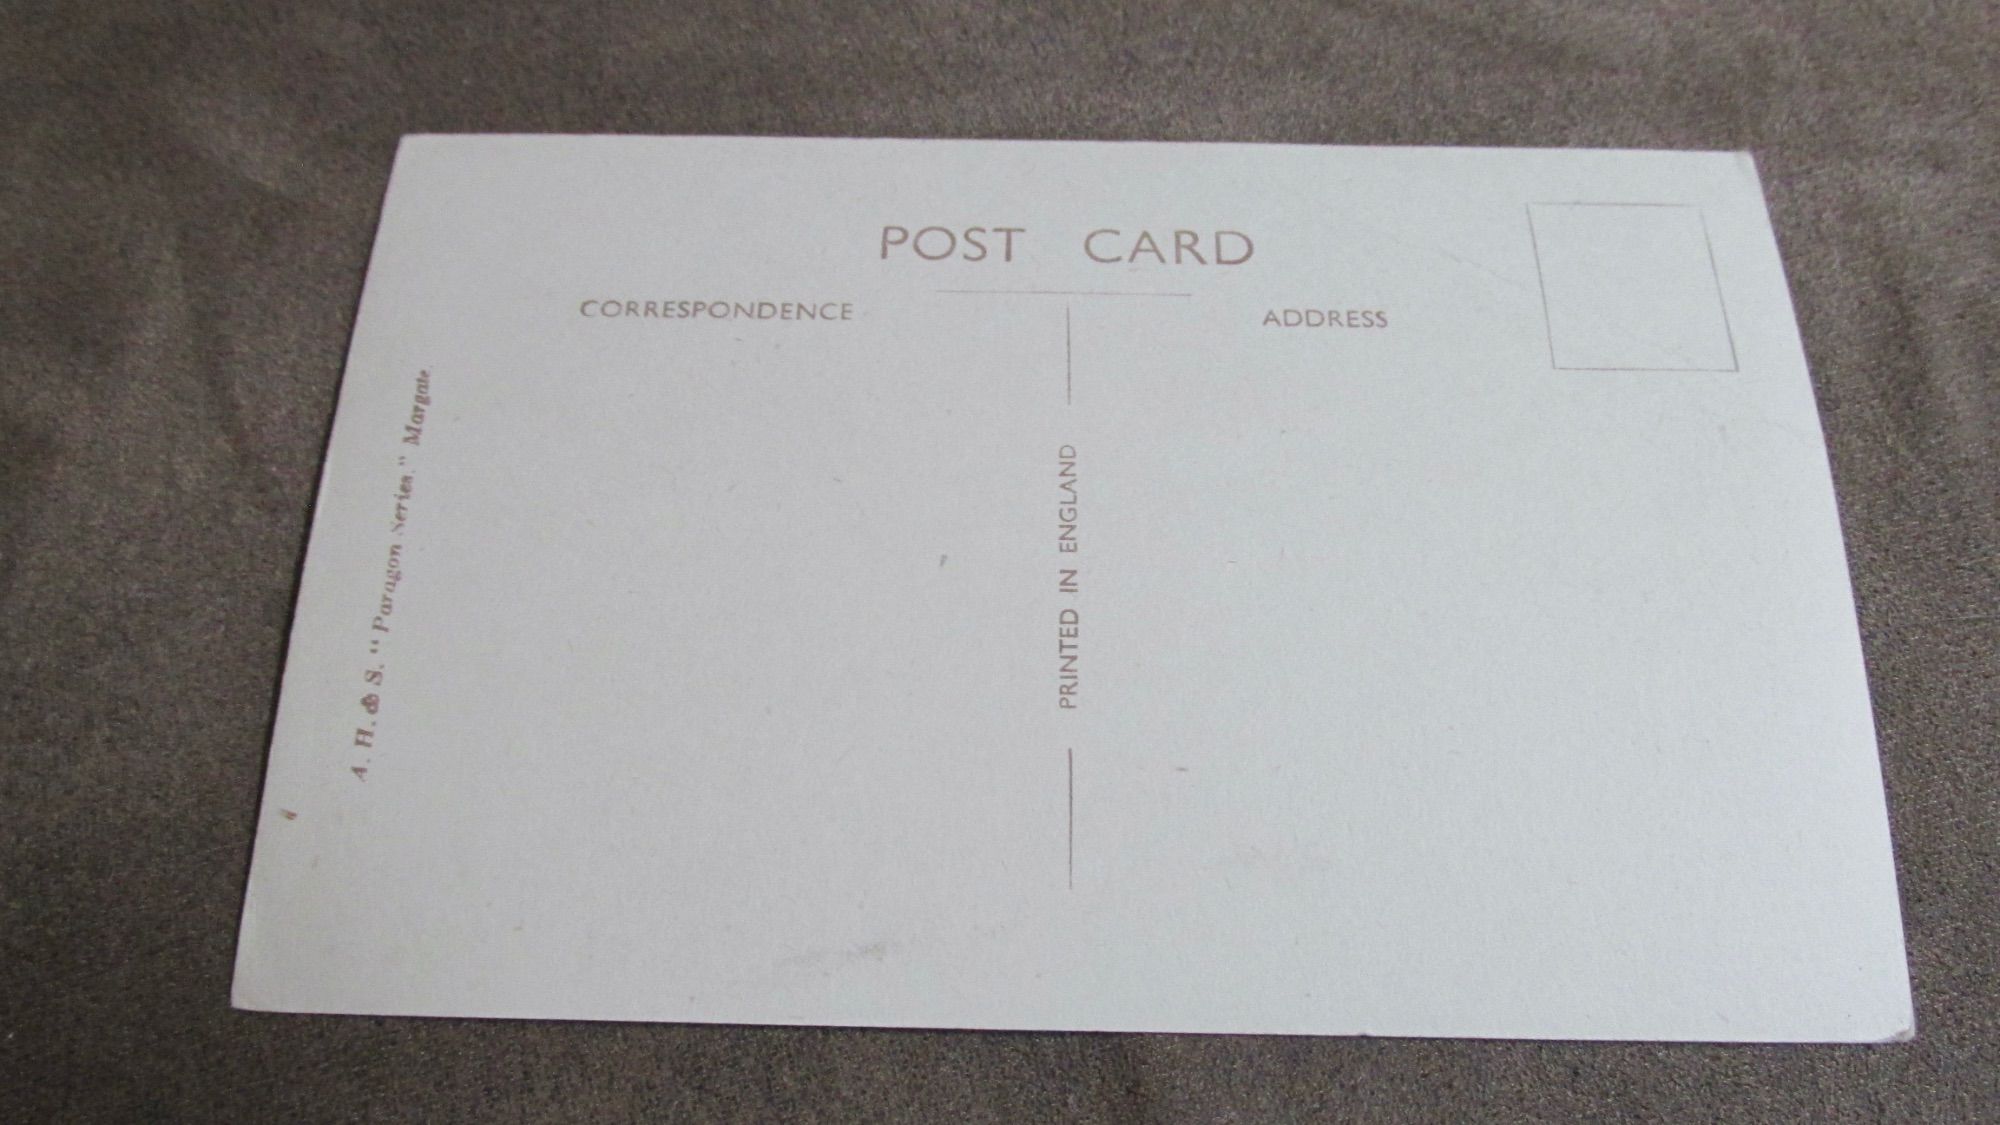 POST CARD
CORRESPONDENCE
ADDRESS
A. H. & S. "Paragon Series." Margate
PRINTED IN ENGLAND